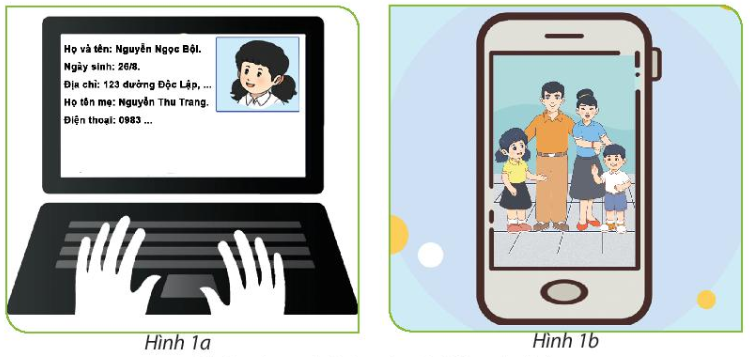 Họ và tên: Nguyễn Ngọc Bội.
Ngày sinh: 26/8.
Địa chỉ: 123 đường Độc Lập, ...
Họ tên mẹ: Nguyễn Thu Trang.
Điện thoại: 0983 ...
Hình 1a
Hình 1b